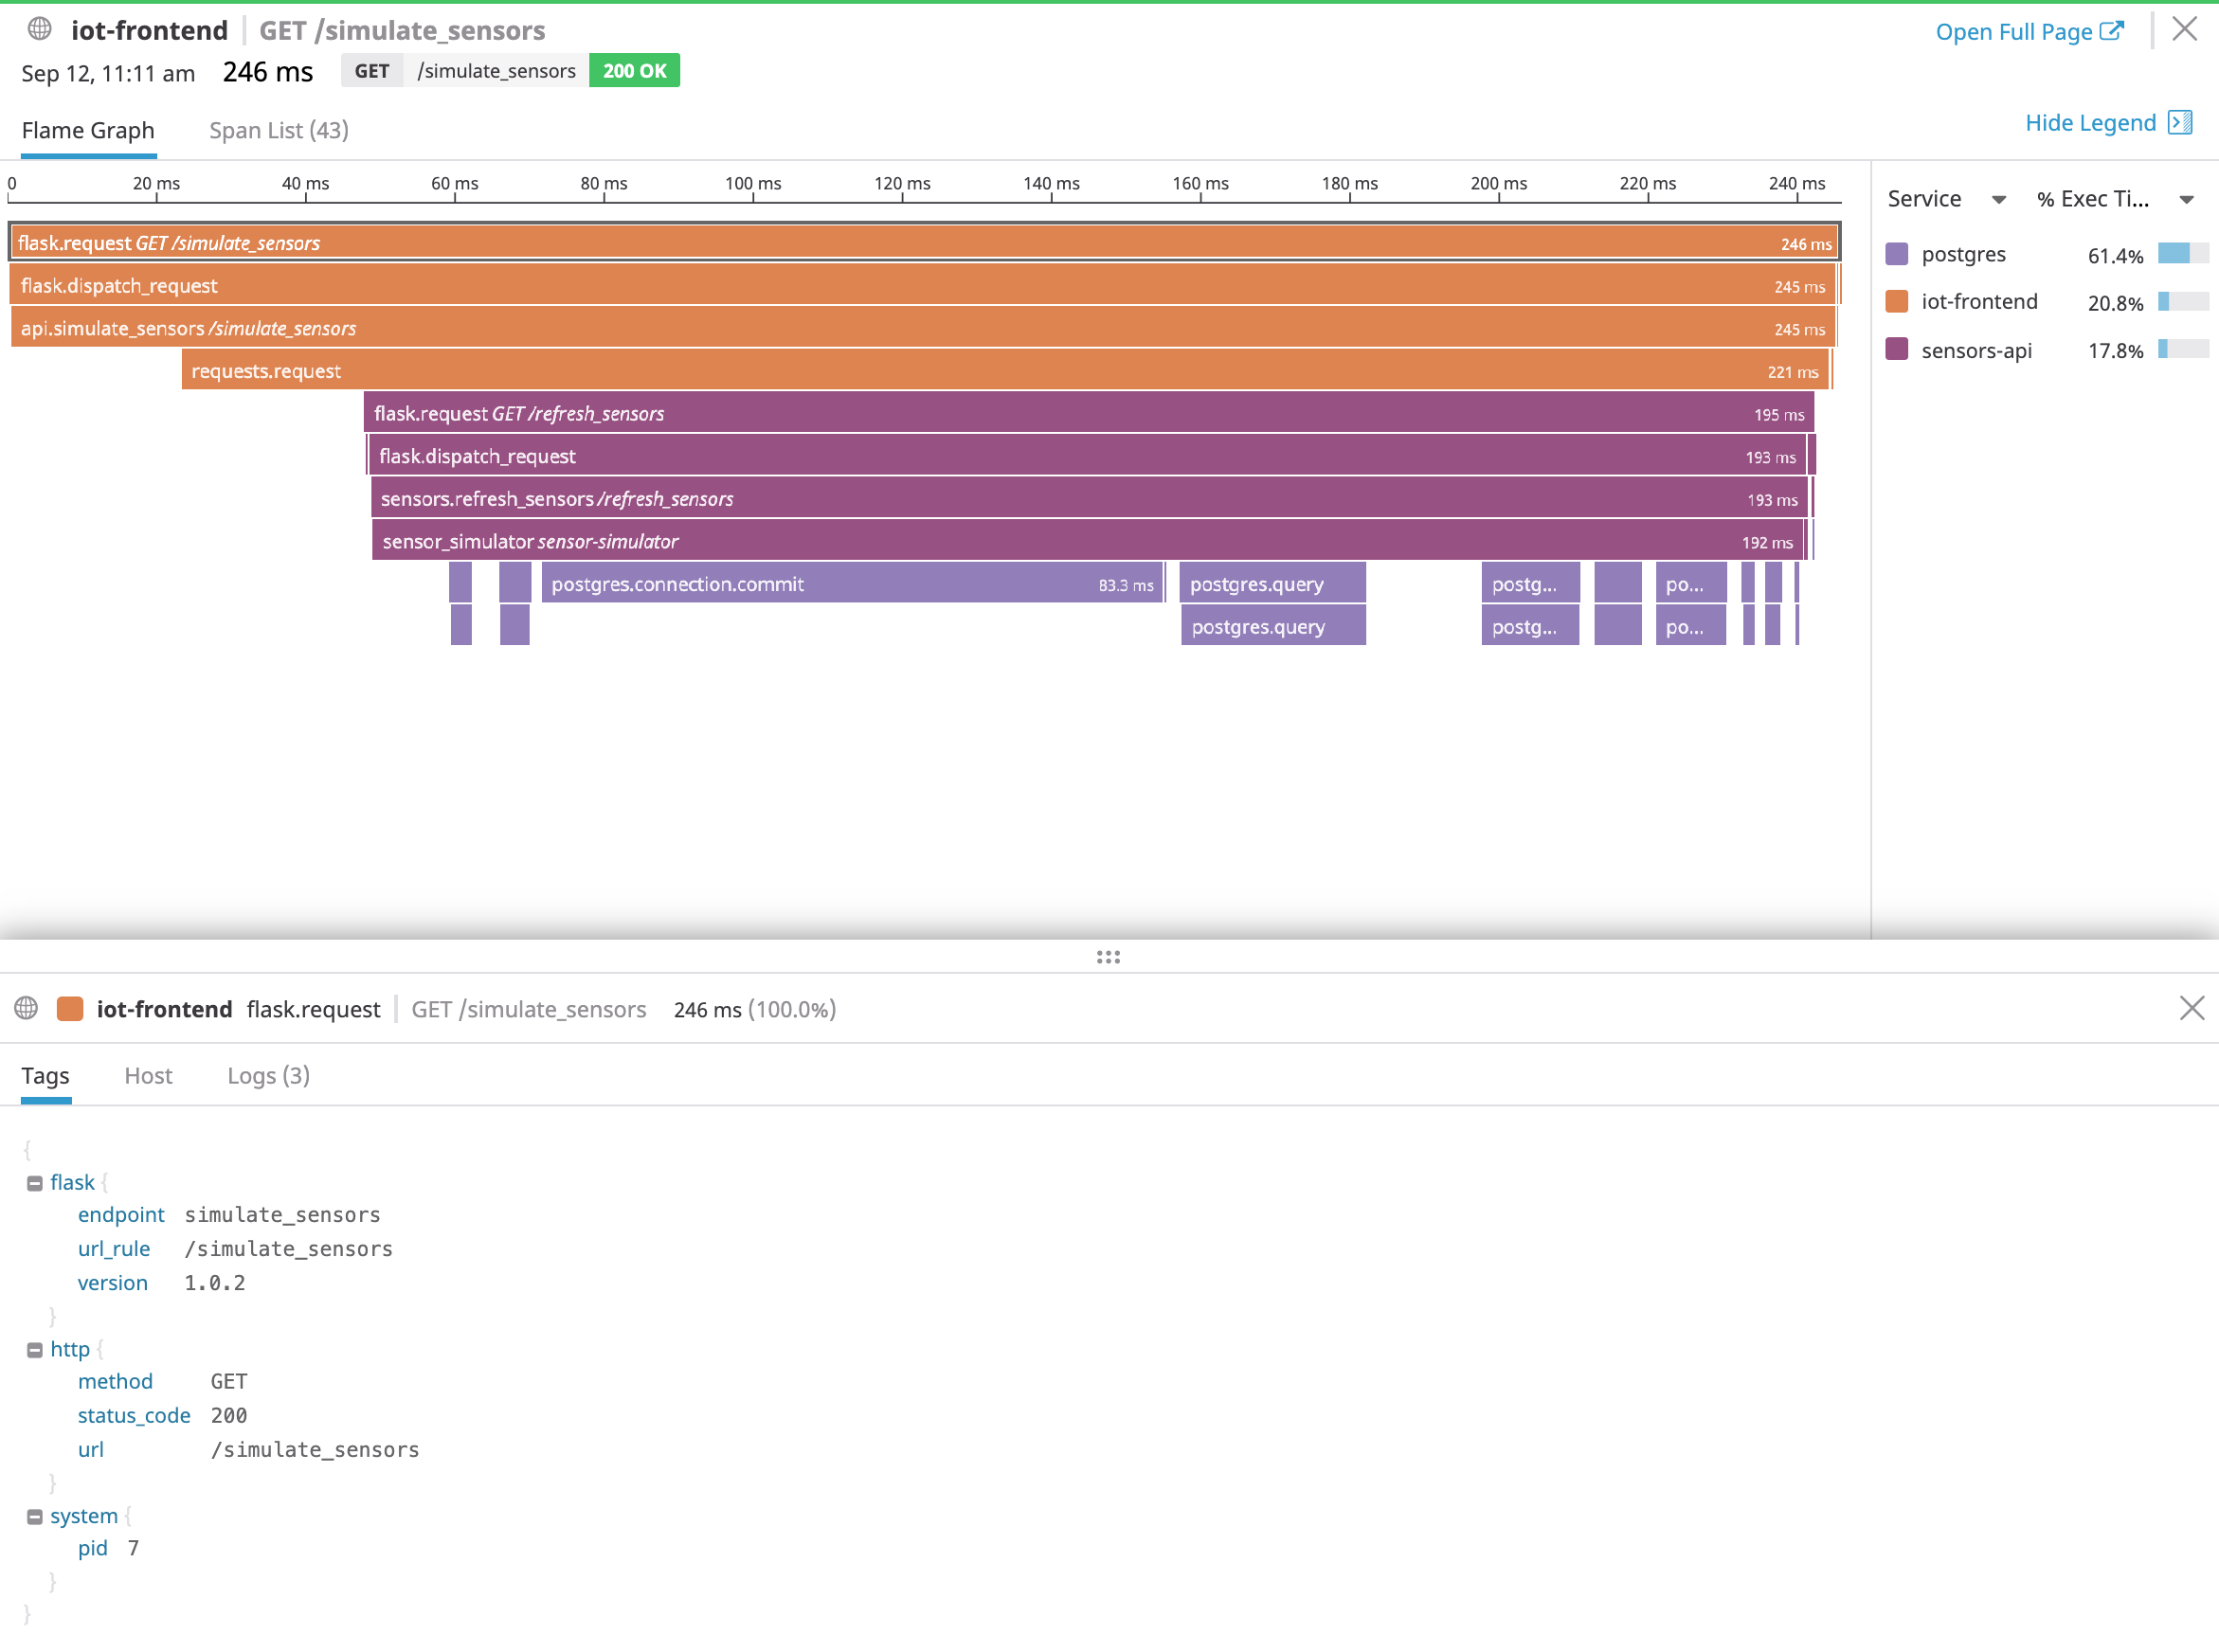 iot-frontend GET /simulate_sensors Open Full Page
Sep 12, 11:11 am 246 ms GET /simulate_sensors 200 OK
Flame Graph Span List (43) Hide Legend
0 20 ms 40 ms 60 ms 80 ms 100 ms 120 ms 140 ms 160 ms 180 ms 200 ms 220 ms 240 ms
Service % Exec Ti...
postgres 61.4%
iot-frontend 20.8%
sensors-api 17.8%
flask.request GET /simulate_sensors 246 ms
flask.dispatch_request 245 ms
api.simulate_sensors /simulate_sensors 245 ms
requests.request 221 ms
flask.request GET /refresh_sensors 195 ms
flask.dispatch_request 193 ms
sensors.refresh_sensors /refresh_sensors 193 ms
sensor_simulator sensor-simulator 192 ms
postgres.connection.commit 83.3 ms postgres.query postg... po...
postgres.query postg... po...
iot-frontend flask.request GET /simulate_sensors 246 ms (100.0%)
Tags Host Logs (3)
{
flask {
endpoint simulate_sensors
url_rule /simulate_sensors
version 1.0.2
}
http {
method GET
status_code 200
url /simulate_sensors
}
system {
pid 7
}
}